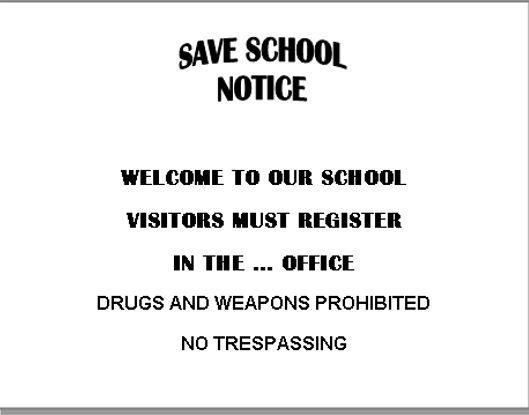 SAVE SCHOOL
NOTICE
WELCOME TO OUR SCHOOL
VISITORS MUST REGISTER
IN THE ... OFFICE
DRUGS AND WEAPONS PROHIBITED
NO TRESPASSING